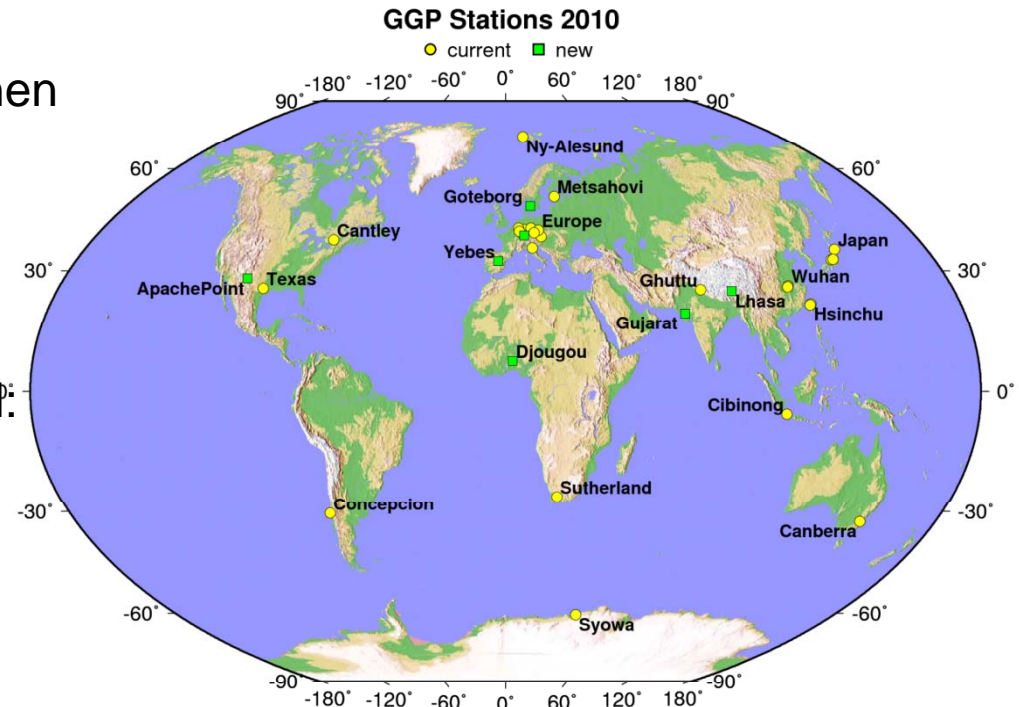 GGP Stations 2010
current new
nen
-180° -120° -60° 0° 60° 120° 180°
90° 90°
Ny-Alesund
60° 60°
Metsahovi
Goteborg
Europe
Cantley
Japan
Yebes
30° 30°
Ghuttu Wuhan
Texas
ApachePoint
Lhasa
Hsinchu
Gujarat
Djougou
0°
Cibinong
Sutherland
Concepcion
-30° -30°
Canberra
-60° -60°
Syowa
-90° -90°
-180° -120° -60° 0° 60° 120° 180°